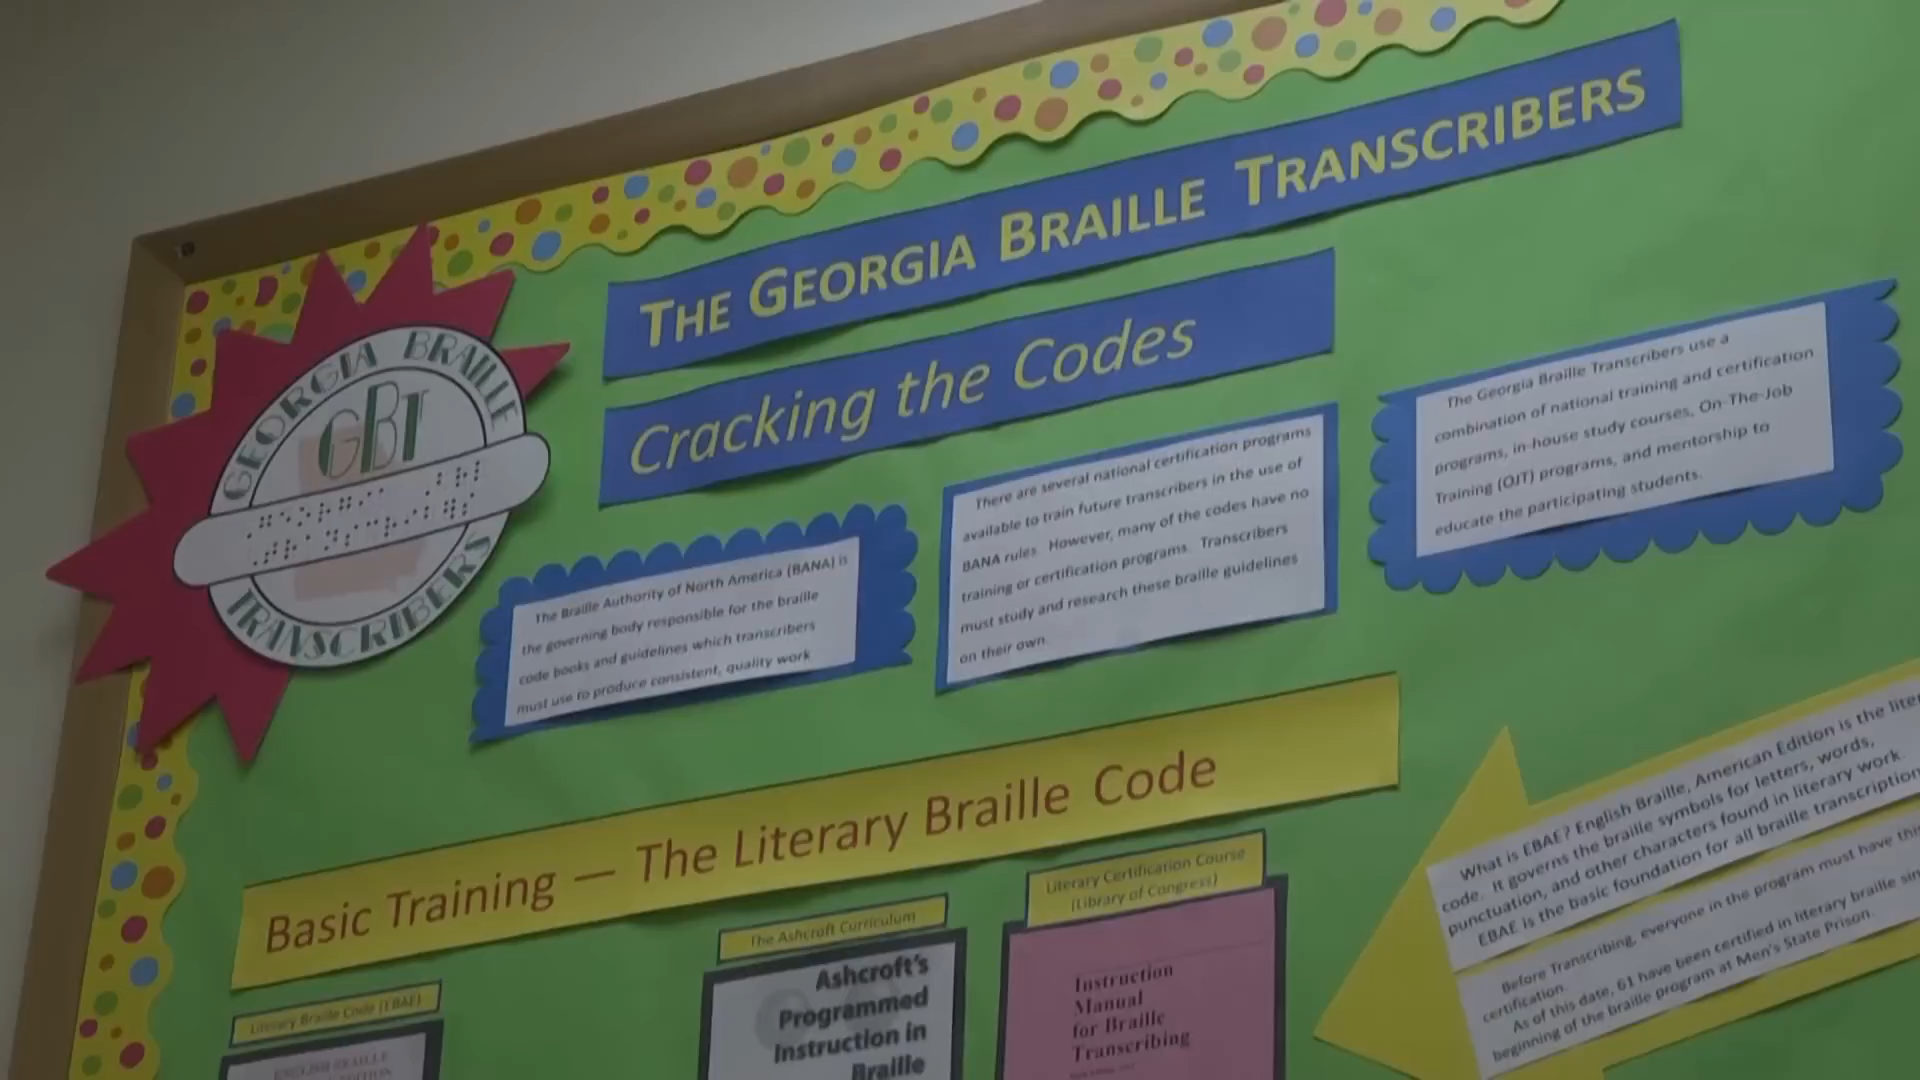 THE GEORGIA BRAILLE TRANSCRIBERS
Cracking the Codes
GEORGIA BRAILLE
GBT
TRANSCRIBERS
The Braille Authority of North America (BANA) is
the governing body responsible for the braille
code books and guidelines which transcribers
must use to produce consistent, quality work
There are several national certification programs
available to train future transcribers in the use of
BANA rules. However, many of the codes have no
training or certification programs. Transcribers
must study and research these braille guidelines
on their own.
The Georgia Braille Transcribers use a
combination of national training and certification
programs, in-house study courses, On-The-Job
Training (OJT) programs, and mentorship to
educate the participating students.
Basic Training — The Literary Braille Code
Literary Braille Code (EBAE)
ENGLISH BRAILLE
The Ashcroft Curriculum
Ashcroft's
Programmed
Instruction in
Braille
Literary Certification Course
(Library of Congress)
Instruction
Manual
for Braille
Transcribing
What is EBAE? English Braille, American Edition is the
code. It governs the braille symbols for letters, words,
punctuation, and other characters found in literary work.
EBAE is the basic foundation for all braille transcription
Before Transcribing, everyone in the program must have
certification.
As of this date, 61 have been certified in literary braille
beginning of the braille program at Men's State Prison.